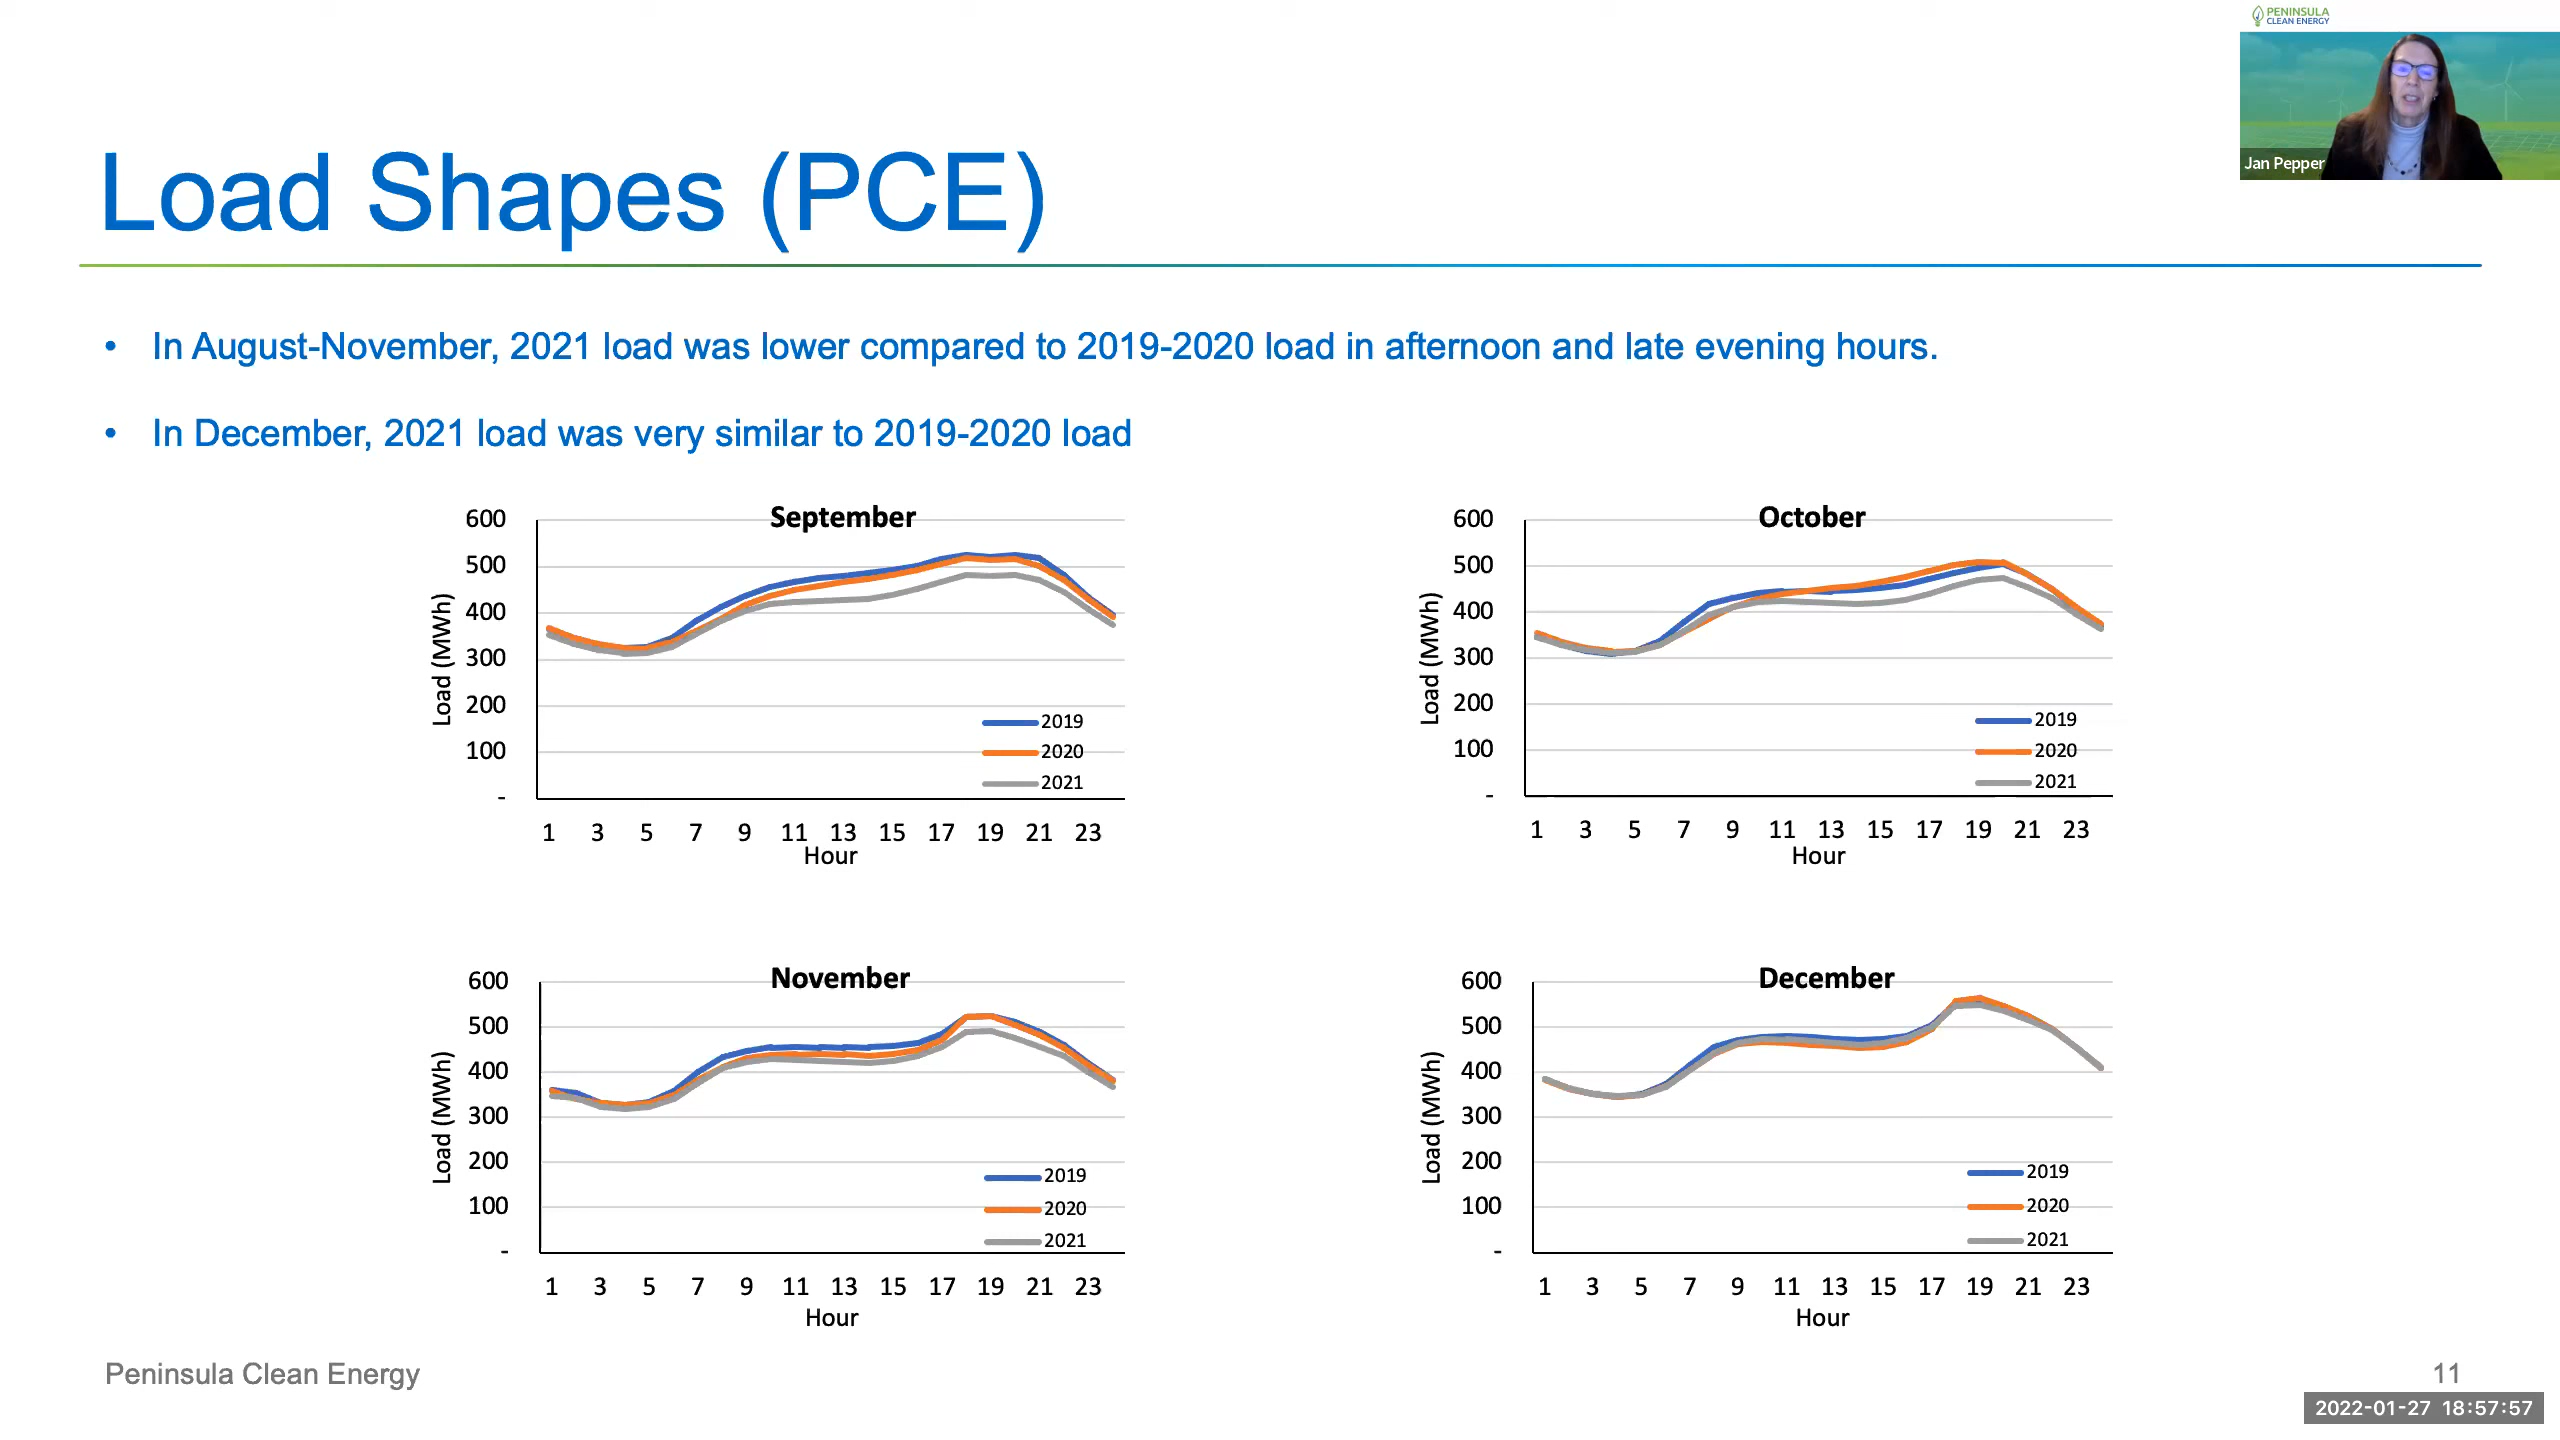 PENINSULA
CLEAN ENERGY
Jan Pepper
Load Shapes (PCE)
• In August-November, 2021 load was lower compared to 2019-2020 load in afternoon and late evening hours.
• In December, 2021 load was very similar to 2019-2020 load
September
600
500
400
300
200
100
-
Load (MWh)
2019
2020
2021
1 3 5 7 9 11 13 15 17 19 21 23
Hour
October
600
500
400
300
200
100
-
Load (MWh)
2019
2020
2021
1 3 5 7 9 11 13 15 17 19 21 23
Hour
November
600
500
400
300
200
100
-
Load (MWh)
2019
2020
2021
1 3 5 7 9 11 13 15 17 19 21 23
Hour
December
600
500
400
300
200
100
-
Load (MWh)
2019
2020
2021
1 3 5 7 9 11 13 15 17 19 21 23
Hour
Peninsula Clean Energy
11
2022-01-27 18:57:57